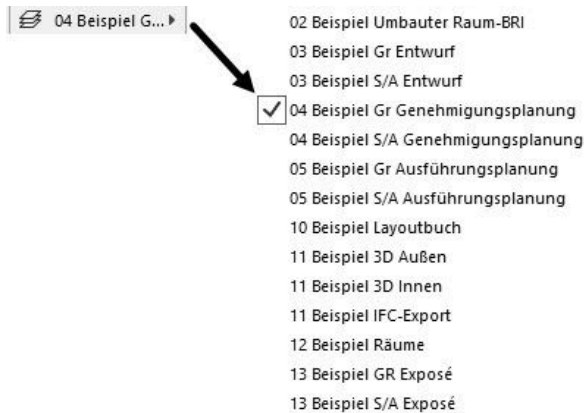 04 Beispiel G...
02 Beispiel Umbauter Raum-BRI
03 Beispiel Gr Entwurf
03 Beispiel S/A Entwurf
04 Beispiel Gr Genehmigungsplanung
04 Beispiel S/A Genehmigungsplanung
05 Beispiel Gr Ausführungsplanung
05 Beispiel S/A Ausführungsplanung
10 Beispiel Layoutbuch
11 Beispiel 3D Außen
11 Beispiel 3D Innen
11 Beispiel IFC-Export
12 Beispiel Räume
13 Beispiel GR Exposé
13 Beispiel S/A Exposé